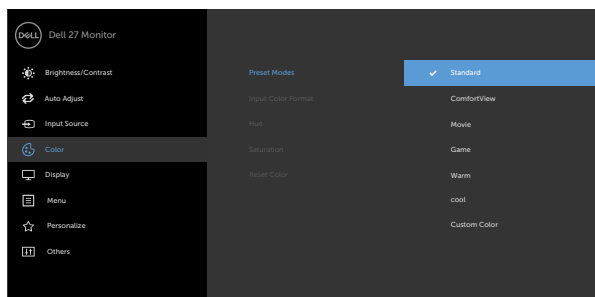 DELL Dell 27 Monitor
Brightness/Contrast Preset Modes Standard
Auto Adjust Input Color Format ComfortView
Input Source Hue Movie
Color Saturation Game
Display Reset Color Warm
Menu cool
Personalize Custom Color
Others